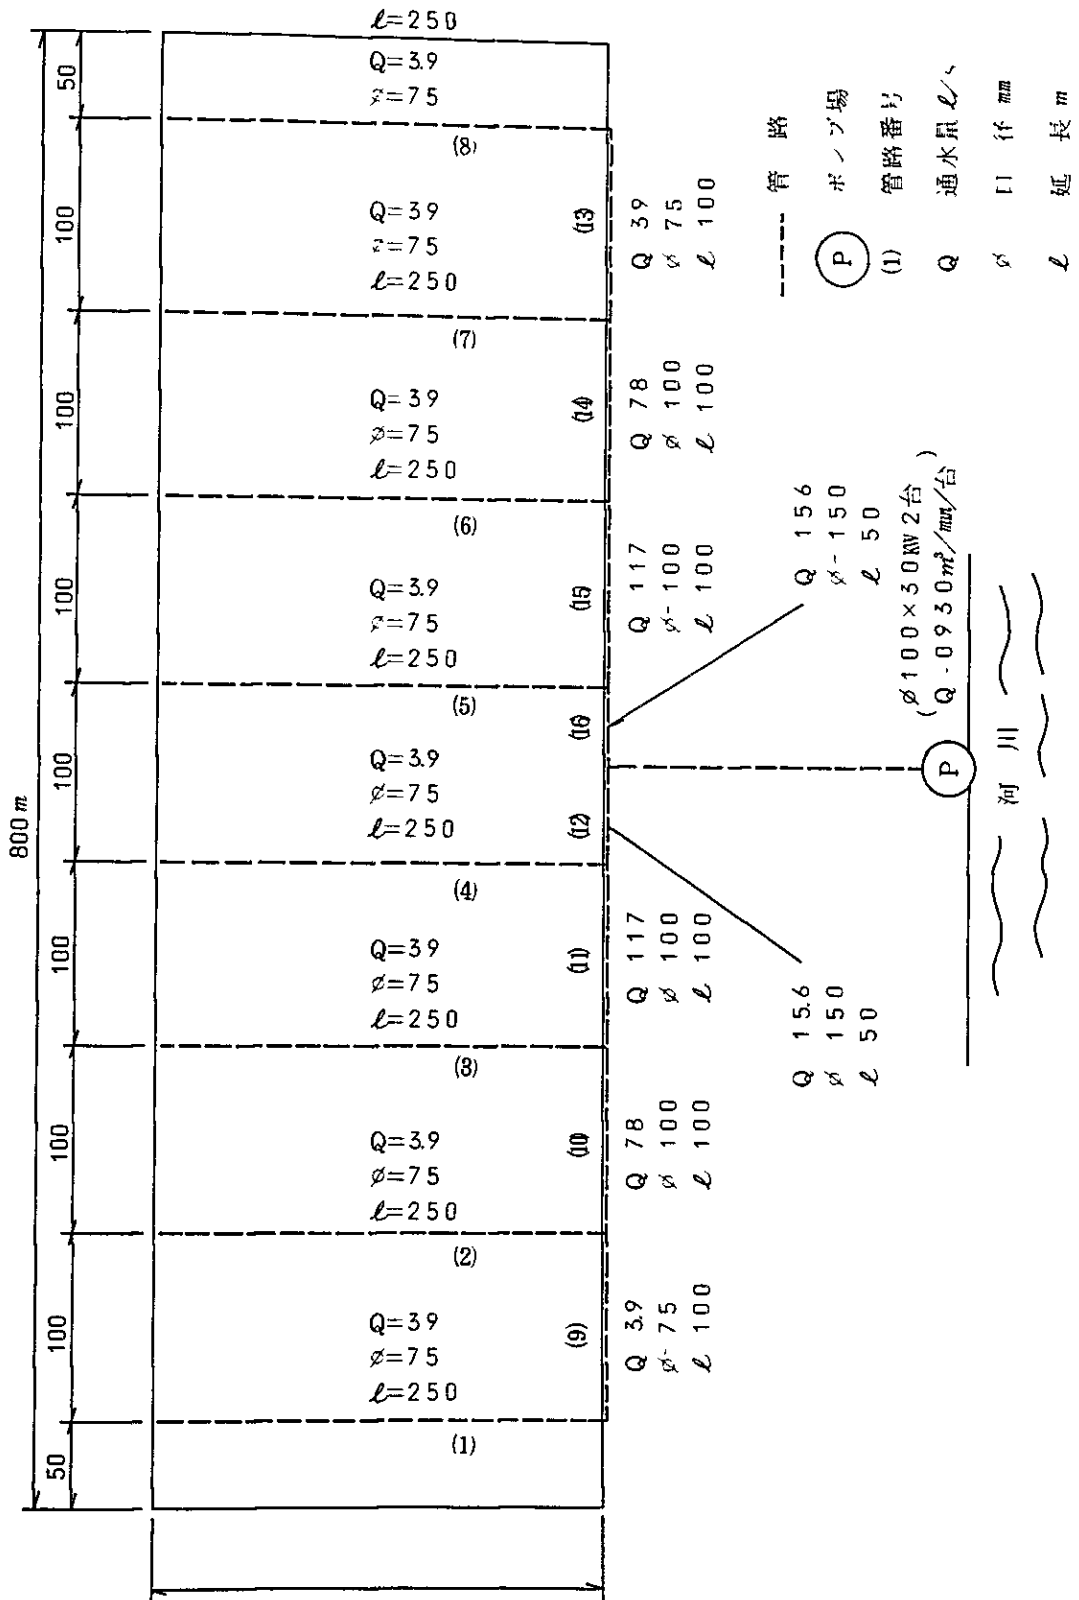 ℓ=250
Q=3.9
ø=75
(8)
Q=39
ø=75
ℓ=250
(7)
Q=39
ø=75
ℓ=250
(6)
Q=3.9
ø=75
ℓ=250
(5)
Q=3.9
ø=75
ℓ=250
(4)
Q=39
ø=75
ℓ=250
(3)
Q=3.9
ø=75
ℓ=250
(2)
Q=39
ø=75
ℓ=250
(1)
800m
50
100
100
100
100
100
100
100
50
(13)
Q 39
ø 75
ℓ 100
(14)
Q 78
ø 100
ℓ 100
(15)
Q 117
ø-100
ℓ 100
(16)
Q 156
ø-150
ℓ 50
(12)
Q 15.6
ø 150
ℓ 50
(11)
Q 117
ø 100
ℓ 100
(10)
Q 78
ø 100
ℓ 100
(9)
Q 3.9
ø-75
ℓ 100
(ø100×30KW 2台
Q-0930m³/min/台)
P
河川
管路
P ポンプ場
(1) 管路番号
Q 通水量
ø 口径 mm
ℓ 延長 m